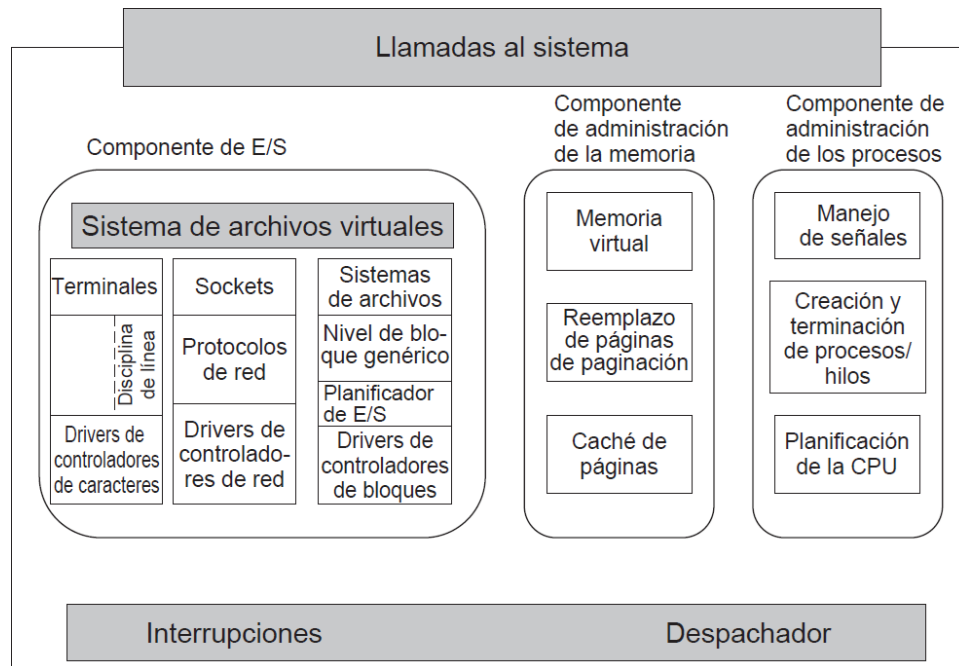 Llamadas al sistema
Componente de E/S
Componente
de administración
de la memoria
Componente de
administración
de los procesos
Sistema de archivos virtuales
Terminales
Disciplina
de línea
Drivers de
controladores
de caracteres
Sockets
Protocolos
de red
Drivers de
controlado-
res de red
Sistemas
de archivos
Nivel de blo-
que genérico
Planificador
de E/S
Drivers de
controladores
de bloques
Memoria
virtual
Reemplazo
de páginas
de paginación
Caché de
páginas
Manejo
de señales
Creación y
terminación
de procesos/
hilos
Planificación
de la CPU
Interrupciones
Despachador